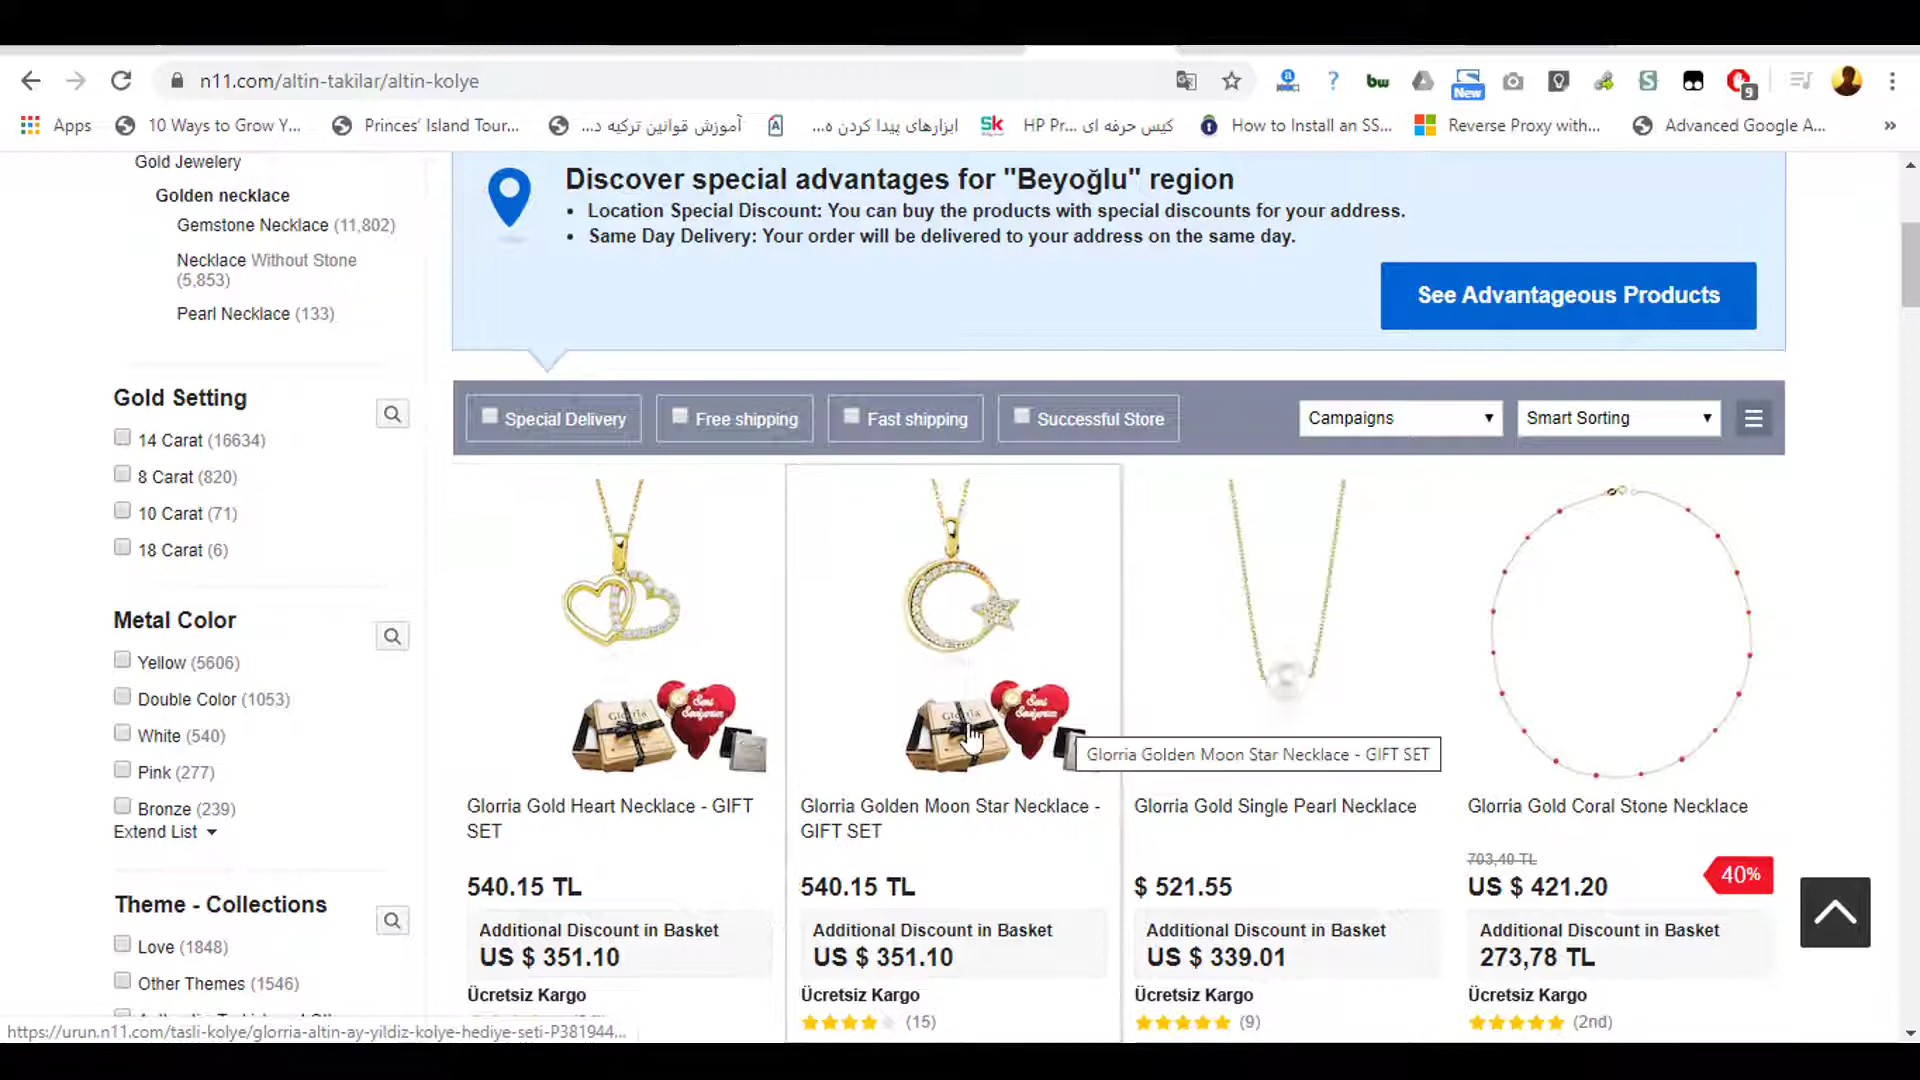 n11.com/altin-takilar/altin-kolye
New
9
Apps
10 Ways to Grow Y...
Princes' Island Tour...
آموزش قوانین ترکیه د...
ابزارهای پیدا کردن ه...
کیس حرفه ای HP Pr...
How to Install an SS...
Reverse Proxy with...
Advanced Google A...
»
Gold Jewelery
Golden necklace
Gemstone Necklace (11,802)
Necklace Without Stone
(5,853)
Pearl Necklace (133)
Discover special advantages for "Beyoğlu" region
• Location Special Discount: You can buy the products with special discounts for your address.
• Same Day Delivery: Your order will be delivered to your address on the same day.
See Advantageous Products
Gold Setting
14 Carat (16634)
8 Carat (820)
10 Carat (71)
18 Carat (6)
Metal Color
Yellow (5606)
Double Color (1053)
White (540)
Pink (277)
Bronze (239)
Extend List
Theme - Collections
Love (1848)
Other Themes (1546)
Special Delivery
Free shipping
Fast shipping
Successful Store
Campaigns
Smart Sorting
Glorria
Seni Seviyorum
Glorria
Seni Seviyorum
Glorria Golden Moon Star Necklace - GIFT SET
Glorria Gold Heart Necklace - GIFT
SET
540.15 TL
Additional Discount in Basket
US $ 351.10
Ücretsiz Kargo
Glorria Golden Moon Star Necklace -
GIFT SET
540.15 TL
Additional Discount in Basket
US $ 351.10
Ücretsiz Kargo
(15)
Glorria Gold Single Pearl Necklace
$ 521.55
Additional Discount in Basket
US $ 339.01
Ücretsiz Kargo
(9)
Glorria Gold Coral Stone Necklace
703,40 TL
US $ 421.20
40%
Additional Discount in Basket
273,78 TL
Ücretsiz Kargo
(2nd)
https://urun.n11.com/tasli-kolye/glorria-altin-ay-yildiz-kolye-hediye-seti-P381944...